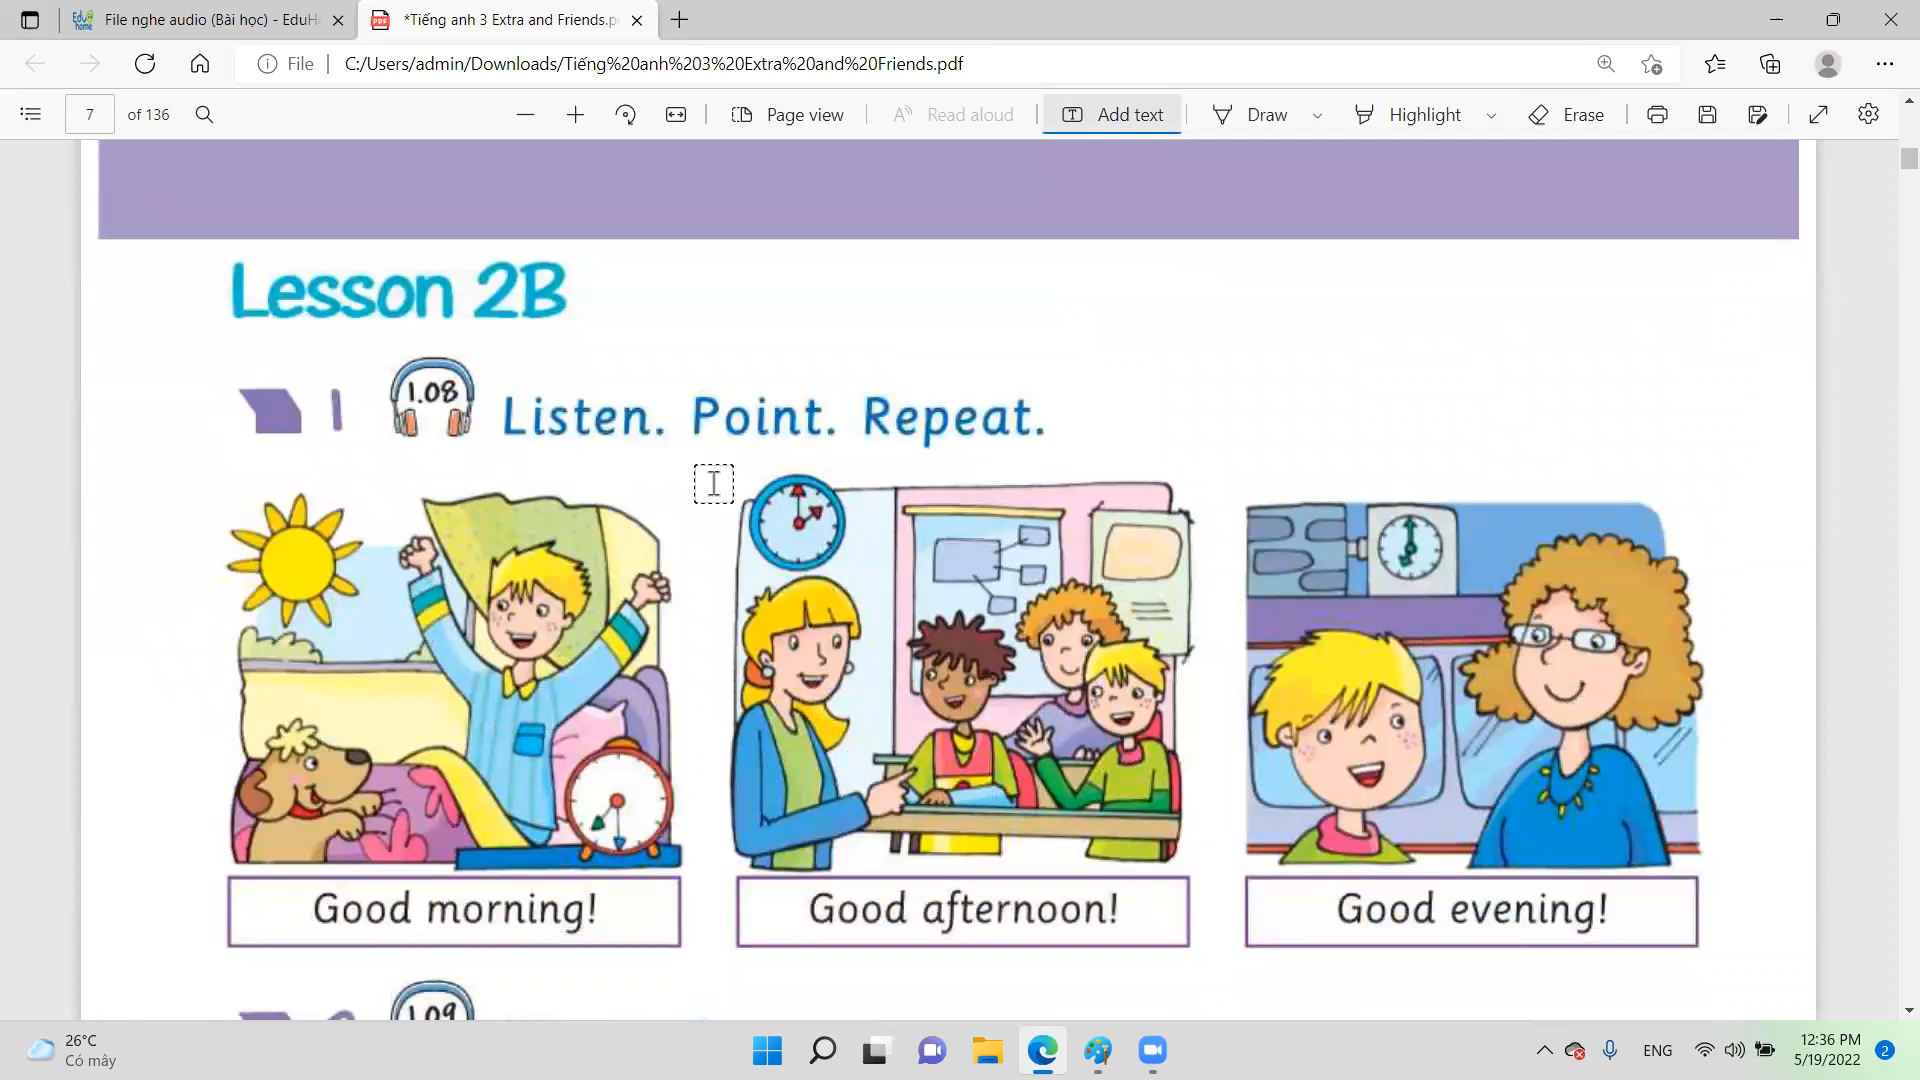 File nghe audio (Bài học) - EduH
*Tiếng anh 3 Extra and Friends.p
File
C:/Users/admin/Downloads/Tiếng%20anh%203%20Extra%20and%20Friends.pdf
7 of 136
Page view
Read aloud
Add text
Draw
Highlight
Erase
Lesson 2B
1 1.08 Listen. Point. Repeat.
Good morning!
Good afternoon!
Good evening!
1.09
26°C
Có mây
ENG
12:36 PM
5/19/2022
2